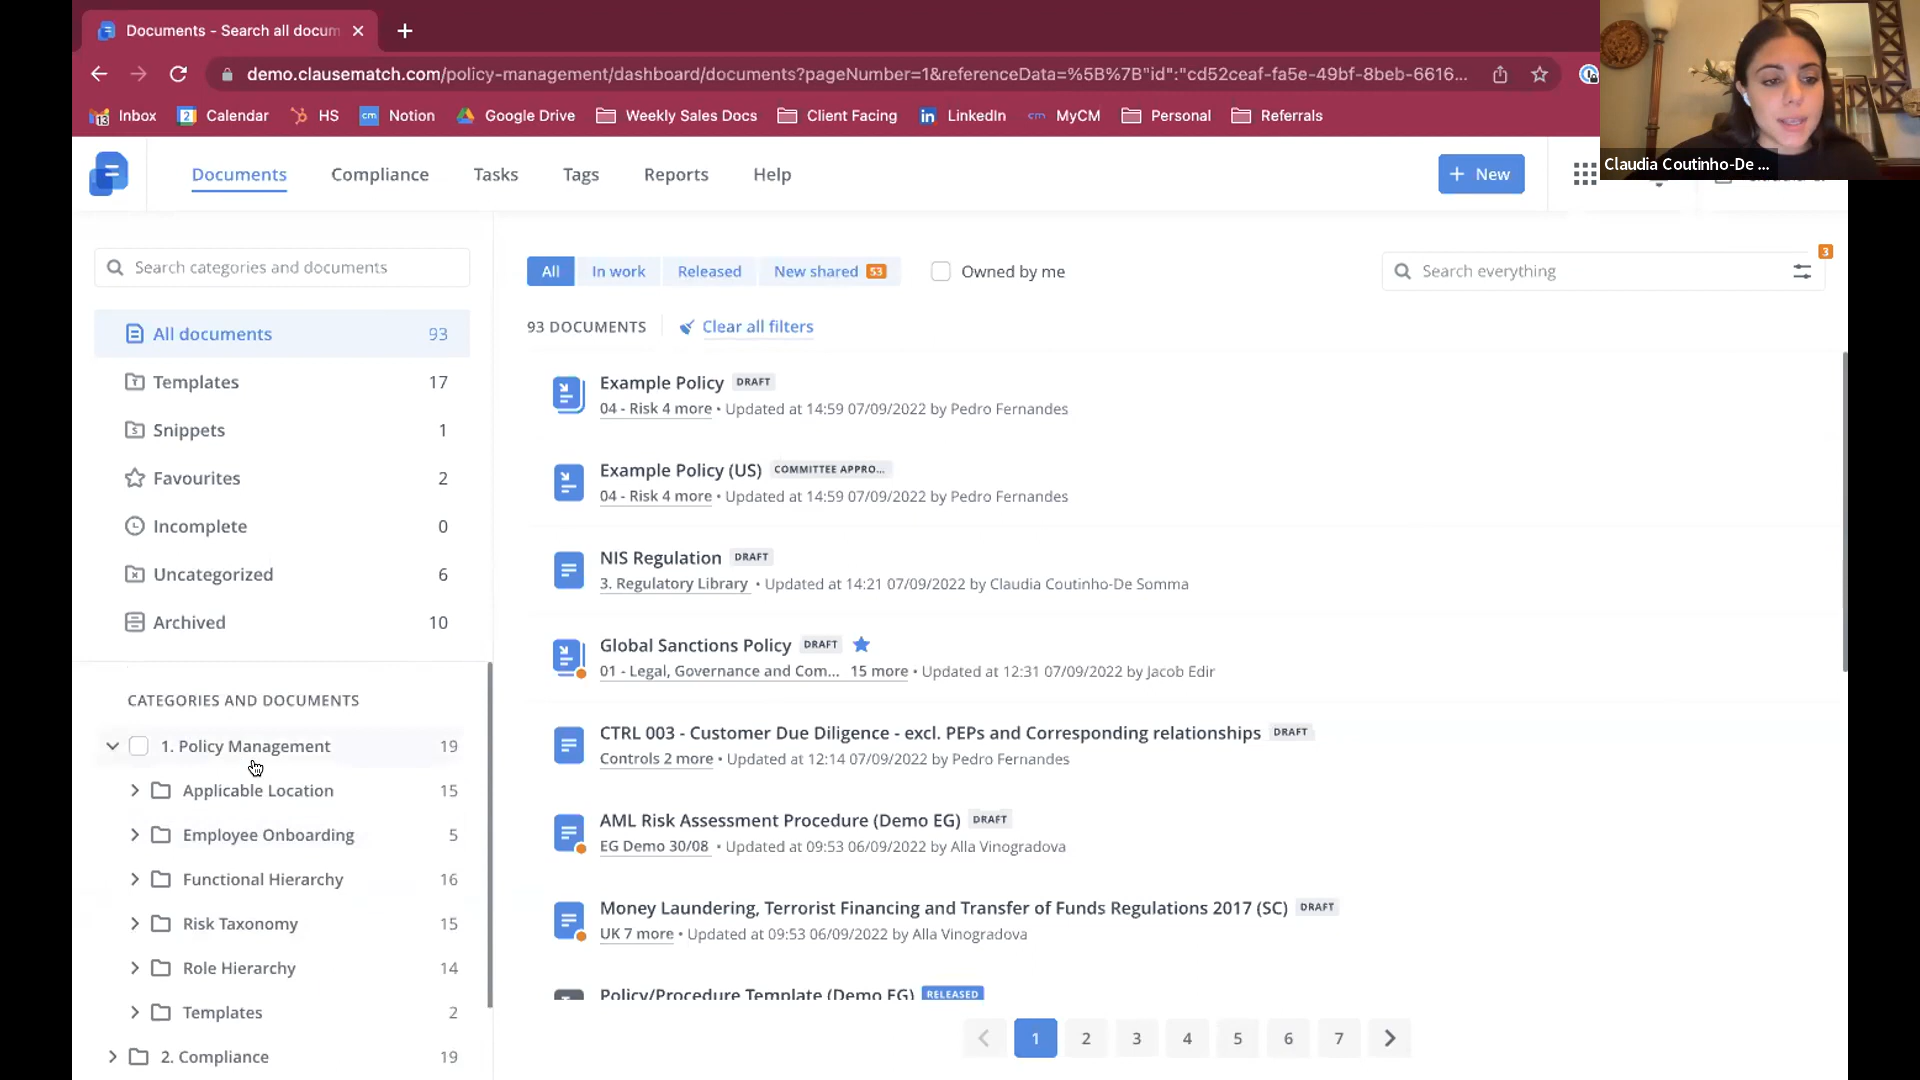 Documents - Search all docum
demo.clausematch.com/policy-management/dashboard/documents?pageNumber=1&referenceData=%5B%7B"id":"cd52ceaf-fa5e-49bf-8beb-6616...
13 Inbox 2 Calendar HS cm Notion Google Drive Weekly Sales Docs Client Facing in LinkedIn cm MyCM Personal Referrals
Claudia Coutinho-De ...
Documents Compliance Tasks Tags Reports Help + New
Search categories and documents
All documents 93
Templates 17
Snippets 1
Favourites 2
Incomplete 0
Uncategorized 6
Archived 10
CATEGORIES AND DOCUMENTS
1. Policy Management 19
Applicable Location 15
Employee Onboarding 5
Functional Hierarchy 16
Risk Taxonomy 15
Role Hierarchy 14
Templates 2
2. Compliance 19
All In work Released New shared 53 Owned by me
Search everything 3
93 DOCUMENTS Clear all filters
Example Policy DRAFT
04 - Risk 4 more • Updated at 14:59 07/09/2022 by Pedro Fernandes
Example Policy (US) COMMITTEE APPRO...
04 - Risk 4 more • Updated at 14:59 07/09/2022 by Pedro Fernandes
NIS Regulation DRAFT
3. Regulatory Library • Updated at 14:21 07/09/2022 by Claudia Coutinho-De Somma
Global Sanctions Policy DRAFT
01 - Legal, Governance and Com... 15 more • Updated at 12:31 07/09/2022 by Jacob Edir
CTRL 003 - Customer Due Diligence - excl. PEPs and Corresponding relationships DRAFT
Controls 2 more • Updated at 12:14 07/09/2022 by Pedro Fernandes
AML Risk Assessment Procedure (Demo EG) DRAFT
EG Demo 30/08 • Updated at 09:53 06/09/2022 by Alla Vinogradova
Money Laundering, Terrorist Financing and Transfer of Funds Regulations 2017 (SC) DRAFT
UK 7 more • Updated at 09:53 06/09/2022 by Alla Vinogradova
Policy/Procedure Template (Demo EG) RELEASED
1 2 3 4 5 6 7